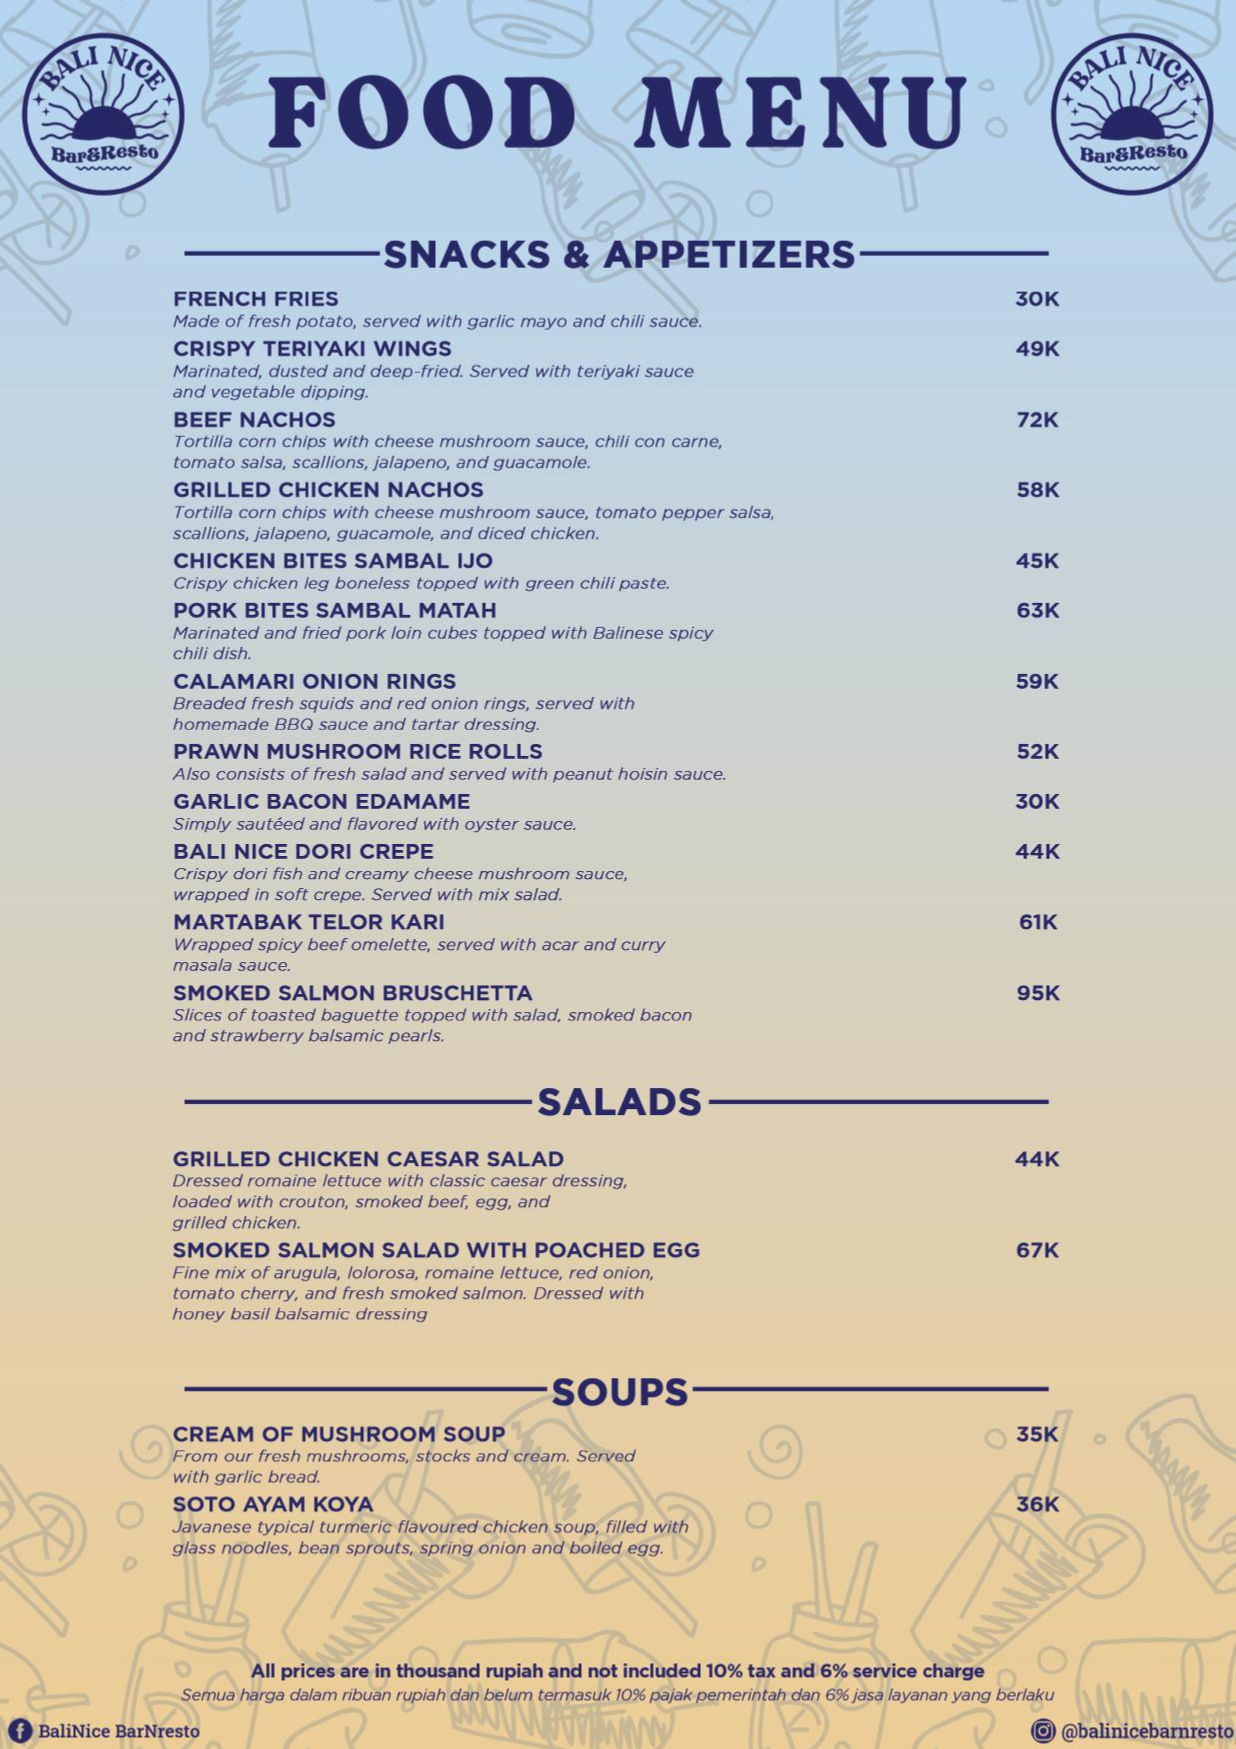 BALI NICE
Bar&Resto
FOOD MENU
BALI NICE
Bar&Resto
SNACKS & APPETIZERS
FRENCH FRIES 30K
Made of fresh potato, served with garlic mayo and chili sauce.
CRISPY TERIYAKI WINGS 49K
Marinated, dusted and deep-fried. Served with teriyaki sauce
and vegetable dipping.
BEEF NACHOS 72K
Tortilla corn chips with cheese mushroom sauce, chili con carne,
tomato salsa, scallions, jalapeno, and guacamole.
GRILLED CHICKEN NACHOS 58K
Tortilla corn chips with cheese mushroom sauce, tomato pepper salsa,
scallions, jalapeno, guacamole, and diced chicken.
CHICKEN BITES SAMBAL IJO 45K
Crispy chicken leg boneless topped with green chili paste.
PORK BITES SAMBAL MATAH 63K
Marinated and fried pork loin cubes topped with Balinese spicy
chili dish.
CALAMARI ONION RINGS 59K
Breaded fresh squids and red onion rings, served with
homemade BBQ sauce and tartar dressing.
PRAWN MUSHROOM RICE ROLLS 52K
Also consists of fresh salad and served with peanut hoisin sauce.
GARLIC BACON EDAMAME 30K
Simply sautéed and flavored with oyster sauce.
BALI NICE DORI CREPE 44K
Crispy dori fish and creamy cheese mushroom sauce,
wrapped in soft crepe. Served with mix salad.
MARTABAK TELOR KARI 61K
Wrapped spicy beef omelette, served with acar and curry
masala sauce.
SMOKED SALMON BRUSCHETTA 95K
Slices of toasted baguette topped with salad, smoked bacon
and strawberry balsamic pearls.
SALADS
GRILLED CHICKEN CAESAR SALAD 44K
Dressed romaine lettuce with classic caesar dressing,
loaded with crouton, smoked beef, egg, and
grilled chicken.
SMOKED SALMON SALAD WITH POACHED EGG 67K
Fine mix of arugula, lolorosa, romaine lettuce, red onion,
tomato cherry, and fresh smoked salmon. Dressed with
honey basil balsamic dressing
SOUPS
CREAM OF MUSHROOM SOUP 35K
From our fresh mushrooms, stocks and cream. Served
with garlic bread.
SOTO AYAM KOYA 36K
Javanese typical turmeric flavoured chicken soup, filled with
glass noodles, bean sprouts, spring onion and boiled egg.
All prices are in thousand rupiah and not included 10% tax and 6% service charge
Semua harga dalam ribuan rupiah dan belum termasuk 10% pajak pemerintah dan 6% jasa layanan yang berlaku
BaliNice BarNresto @balinicebarnresto